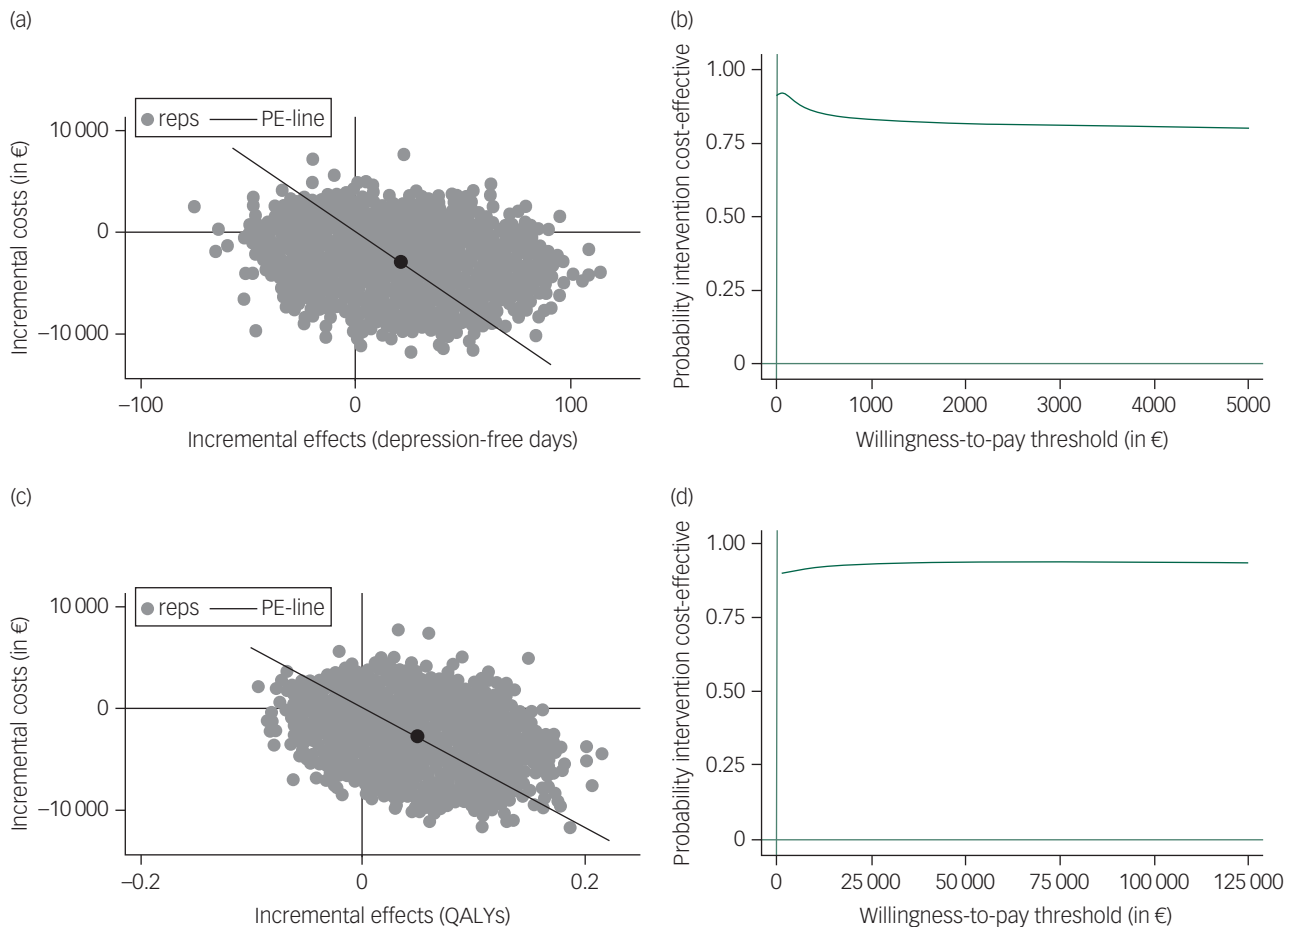 (a)
reps PE-line
10 000
0
−10 000
Incremental costs (in €)
−100 0 100
Incremental effects (depression-free days)
(b)
1.00
0.75
0.50
0.25
0
Probability intervention cost-effective
0 1000 2000 3000 4000 5000
Willingness-to-pay threshold (in €)
(c)
reps PE-line
10 000
0
−10 000
Incremental costs (in €)
−0.2 0 0.2
Incremental effects (QALYs)
(d)
1.00
0.75
0.50
0.25
0
Probability intervention cost-effective
0 25 000 50 000 75 000 100 000 125 000
Willingness-to-pay threshold (in €)